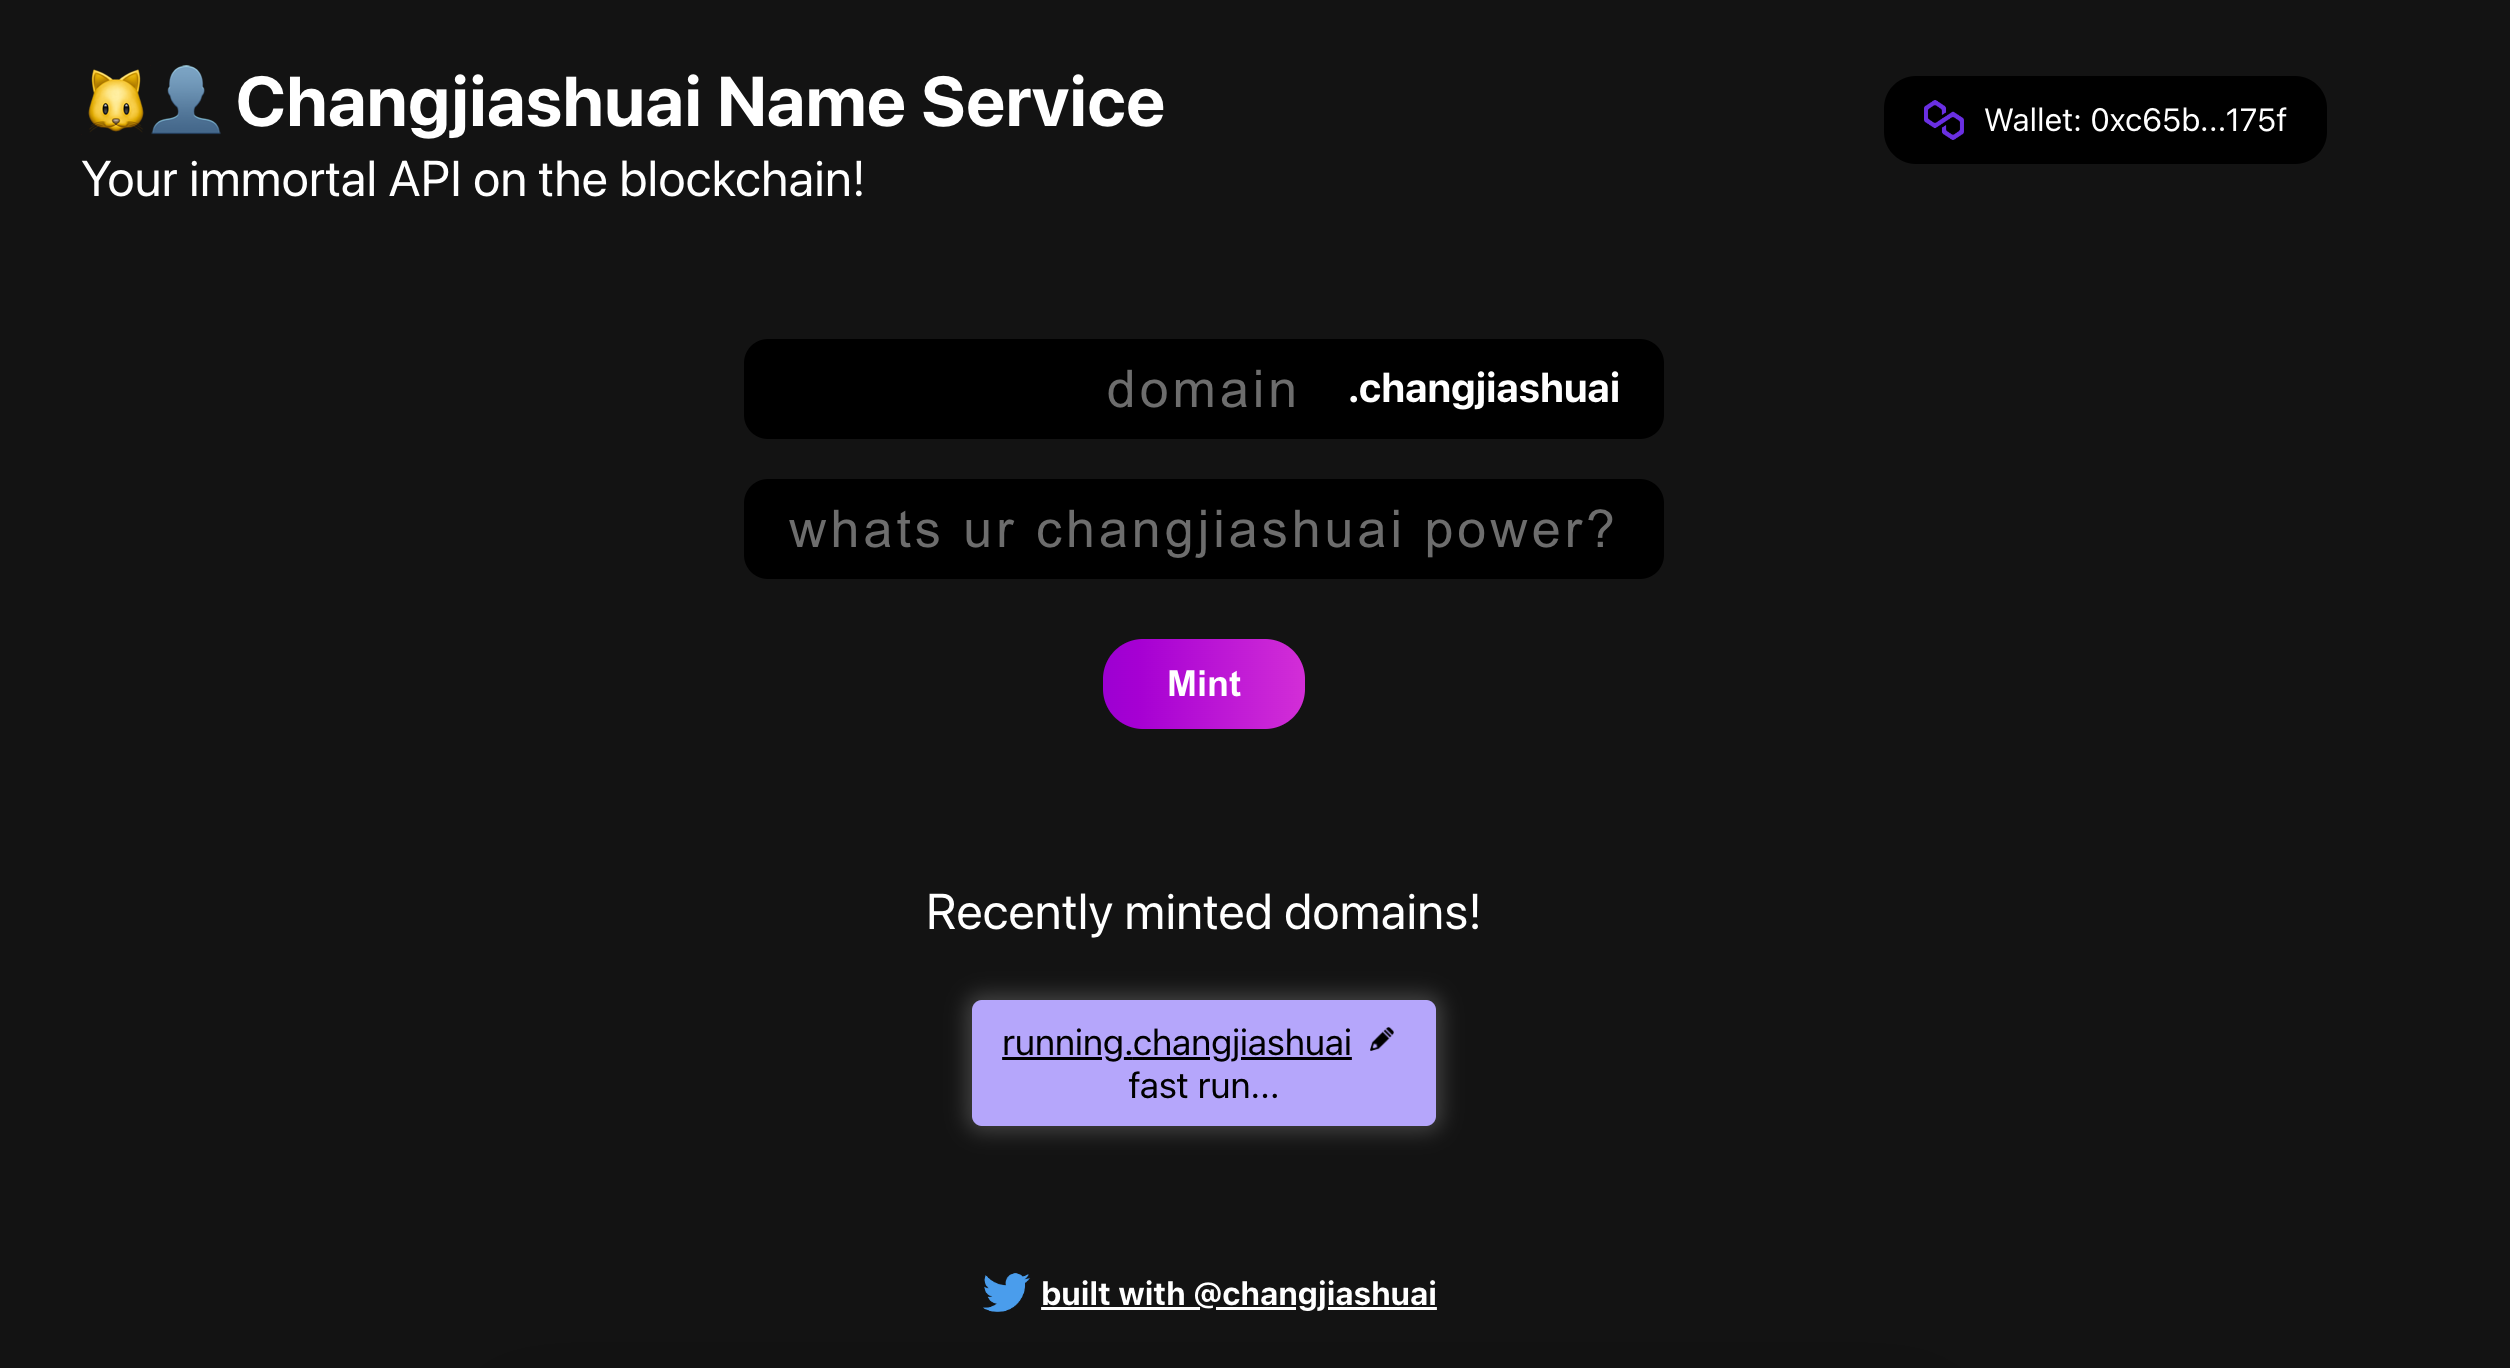 🐱👤 Changjiashuai Name Service
Your immortal API on the blockchain!
Wallet: 0xc65b...175f
domain .changjiashuai
whats ur changjiashuai power?
Mint
Recently minted domains!
running.changjiashuai
fast run...
built with @changjiashuai